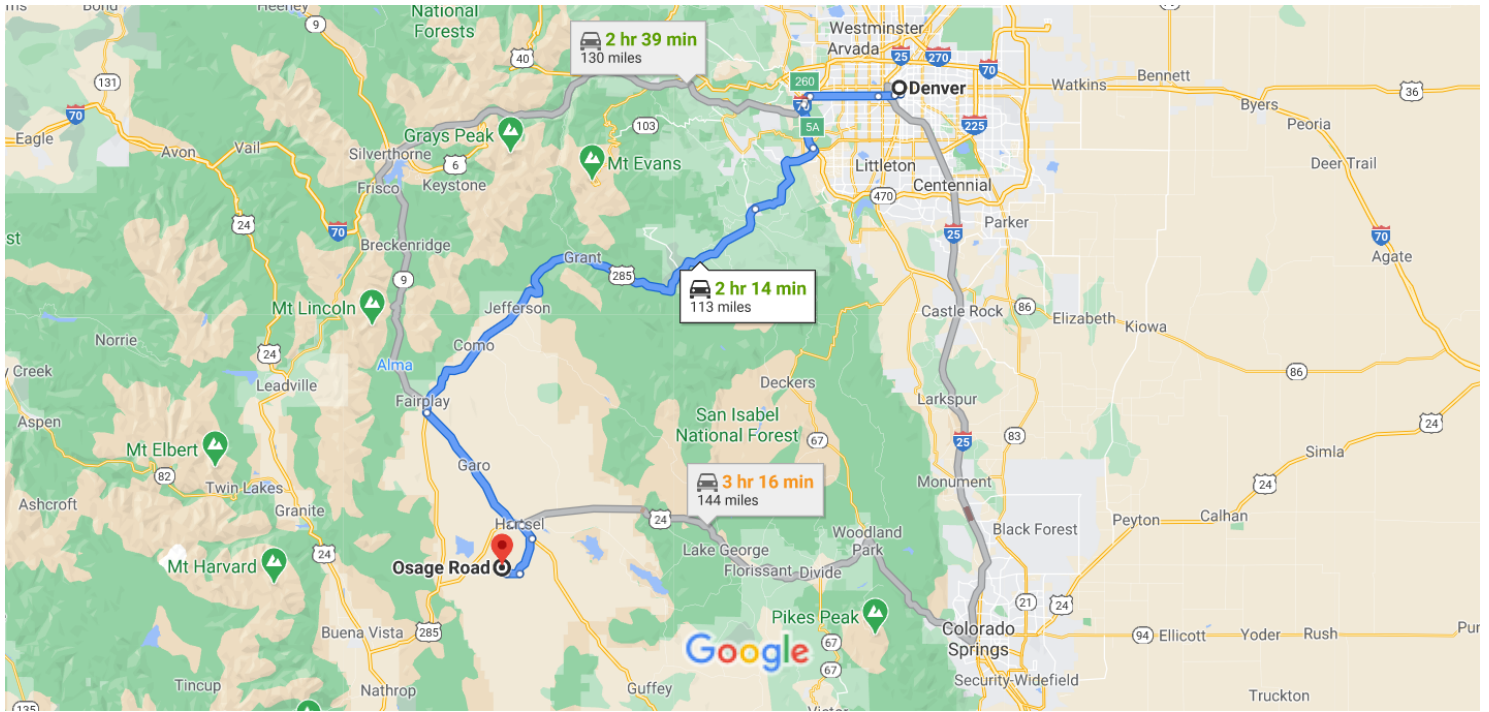 ms
Bond
Heeney
National
Forests
9
Westminster
Arvada
2 hr 39 min
130 miles
40
25
270
70
131
260
Denver
Watkins
Bennett
36
70
Byers
Eagle
Avon
Vail
Silverthorne
Grays Peak
103
70
5A
225
Peoria
6
Mt Evans
Littleton
Deer Trail
Frisco
Keystone
Centennial
470
24
70
Breckenridge
Parker
25
70
st
Agate
Grant
285
9
2 hr 14 min
113 miles
Mt Lincoln
Jefferson
Castle Rock
86
Elizabeth
Kiowa
Norrie
24
Como
Alma
y Creek
Leadville
Deckers
86
Fairplay
Larkspur
Aspen
San Isabel
National Forest
67
25
83
24
Mt Elbert
Garo
Simla
82
Twin Lakes
3 hr 16 min
144 miles
Monument
24
Ashcroft
Granite
Hartsel
24
Black Forest
Peyton
Calhan
Woodland
Park
24
Lake George
Mt Harvard
Osage Road
Florissant
Divide
Pikes Peak
21
24
Buena Vista
285
Google
67
Colorado
Springs
94
Ellicott
Yoder
Rush
Pur
67
Tincup
Nathrop
Guffey
Security-Widefield
Truckton
135
Victor